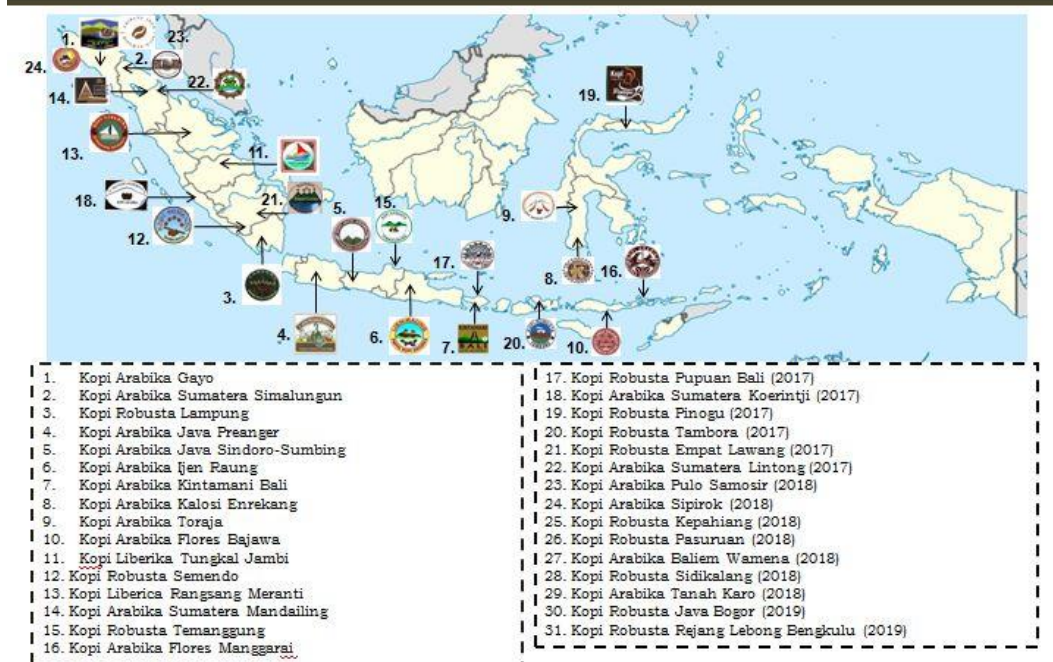 1.
23.
24.
2.
22.
14.
19.
13.
11.
18.
21.
5.
15.
9.
12.
17.
8.
16.
3.
4.
6.
7.
BALI
20.
10.
1. Kopi Arabika Gayo
2. Kopi Arabika Sumatera Simalungun
3. Kopi Robusta Lampung
4. Kopi Arabika Java Preanger
5. Kopi Arabika Java Sindoro-Sumbing
6. Kopi Arabika Ijen Raung
7. Kopi Arabika Kintamani Bali
8. Kopi Arabika Kalosi Enrekang
9. Kopi Arabika Toraja
10. Kopi Arabika Flores Bajawa
11. Kopi Liberika Tungkal Jambi
12. Kopi Robusta Semendo
13. Kopi Liberica Rangsang Meranti
14. Kopi Arabika Sumatera Mandailing
15. Kopi Robusta Temanggung
16. Kopi Arabika Flores Manggarai
17. Kopi Robusta Pupuan Bali (2017)
18. Kopi Arabika Sumatera Koerintji (2017)
19. Kopi Robusta Pinogu (2017)
20. Kopi Robusta Tambora (2017)
21. Kopi Robusta Empat Lawang (2017)
22. Kopi Arabika Sumatera Lintong (2017)
23. Kopi Arabika Pulo Samosir (2018)
24. Kopi Arabika Sipirok (2018)
25. Kopi Robusta Kepahiang (2018)
26. Kopi Robusta Pasuruan (2018)
27. Kopi Arabika Baliem Wamena (2018)
28. Kopi Robusta Sidikalang (2018)
29. Kopi Arabika Tanah Karo (2018)
30. Kopi Robusta Java Bogor (2019)
31. Kopi Robusta Rejang Lebong Bengkulu (2019)